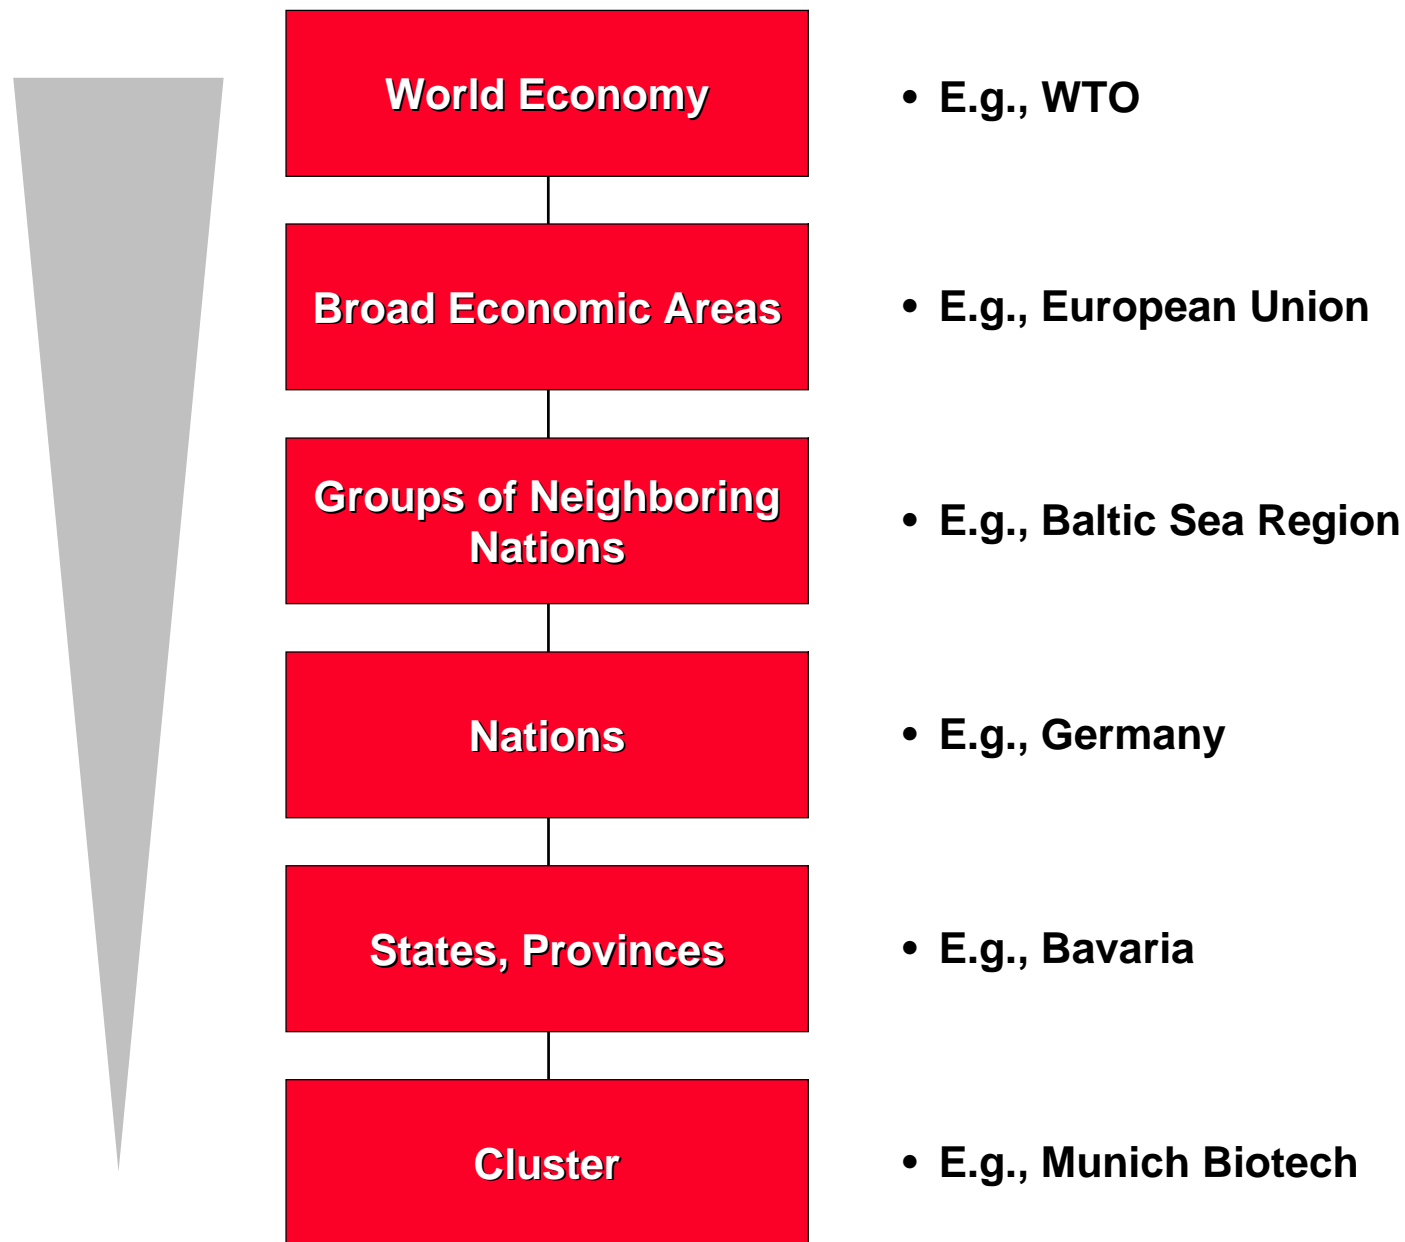 World Economy
• E.g., WTO
Broad Economic Areas
• E.g., European Union
Groups of Neighboring
Nations
• E.g., Baltic Sea Region
Nations
• E.g., Germany
States, Provinces
• E.g., Bavaria
Cluster
• E.g., Munich Biotech